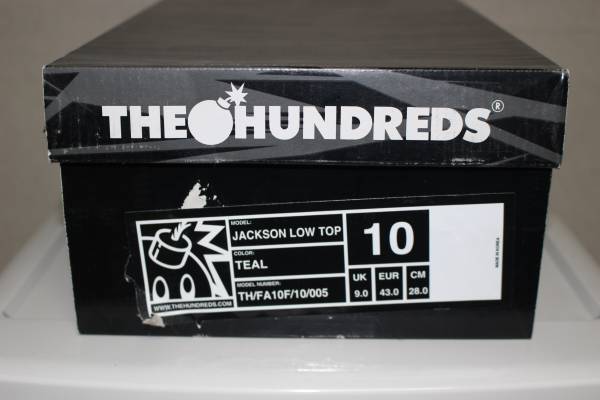 THE HUNDREDS®
MODEL:
JACKSON LOW TOP
COLOR:
TEAL
MODEL NUMBER:
TH/FA10F/10/005
WWW.THEHUNDREDS.COM
10
UK EUR CM
9.0 43.0 28.0
MADE IN KOREA